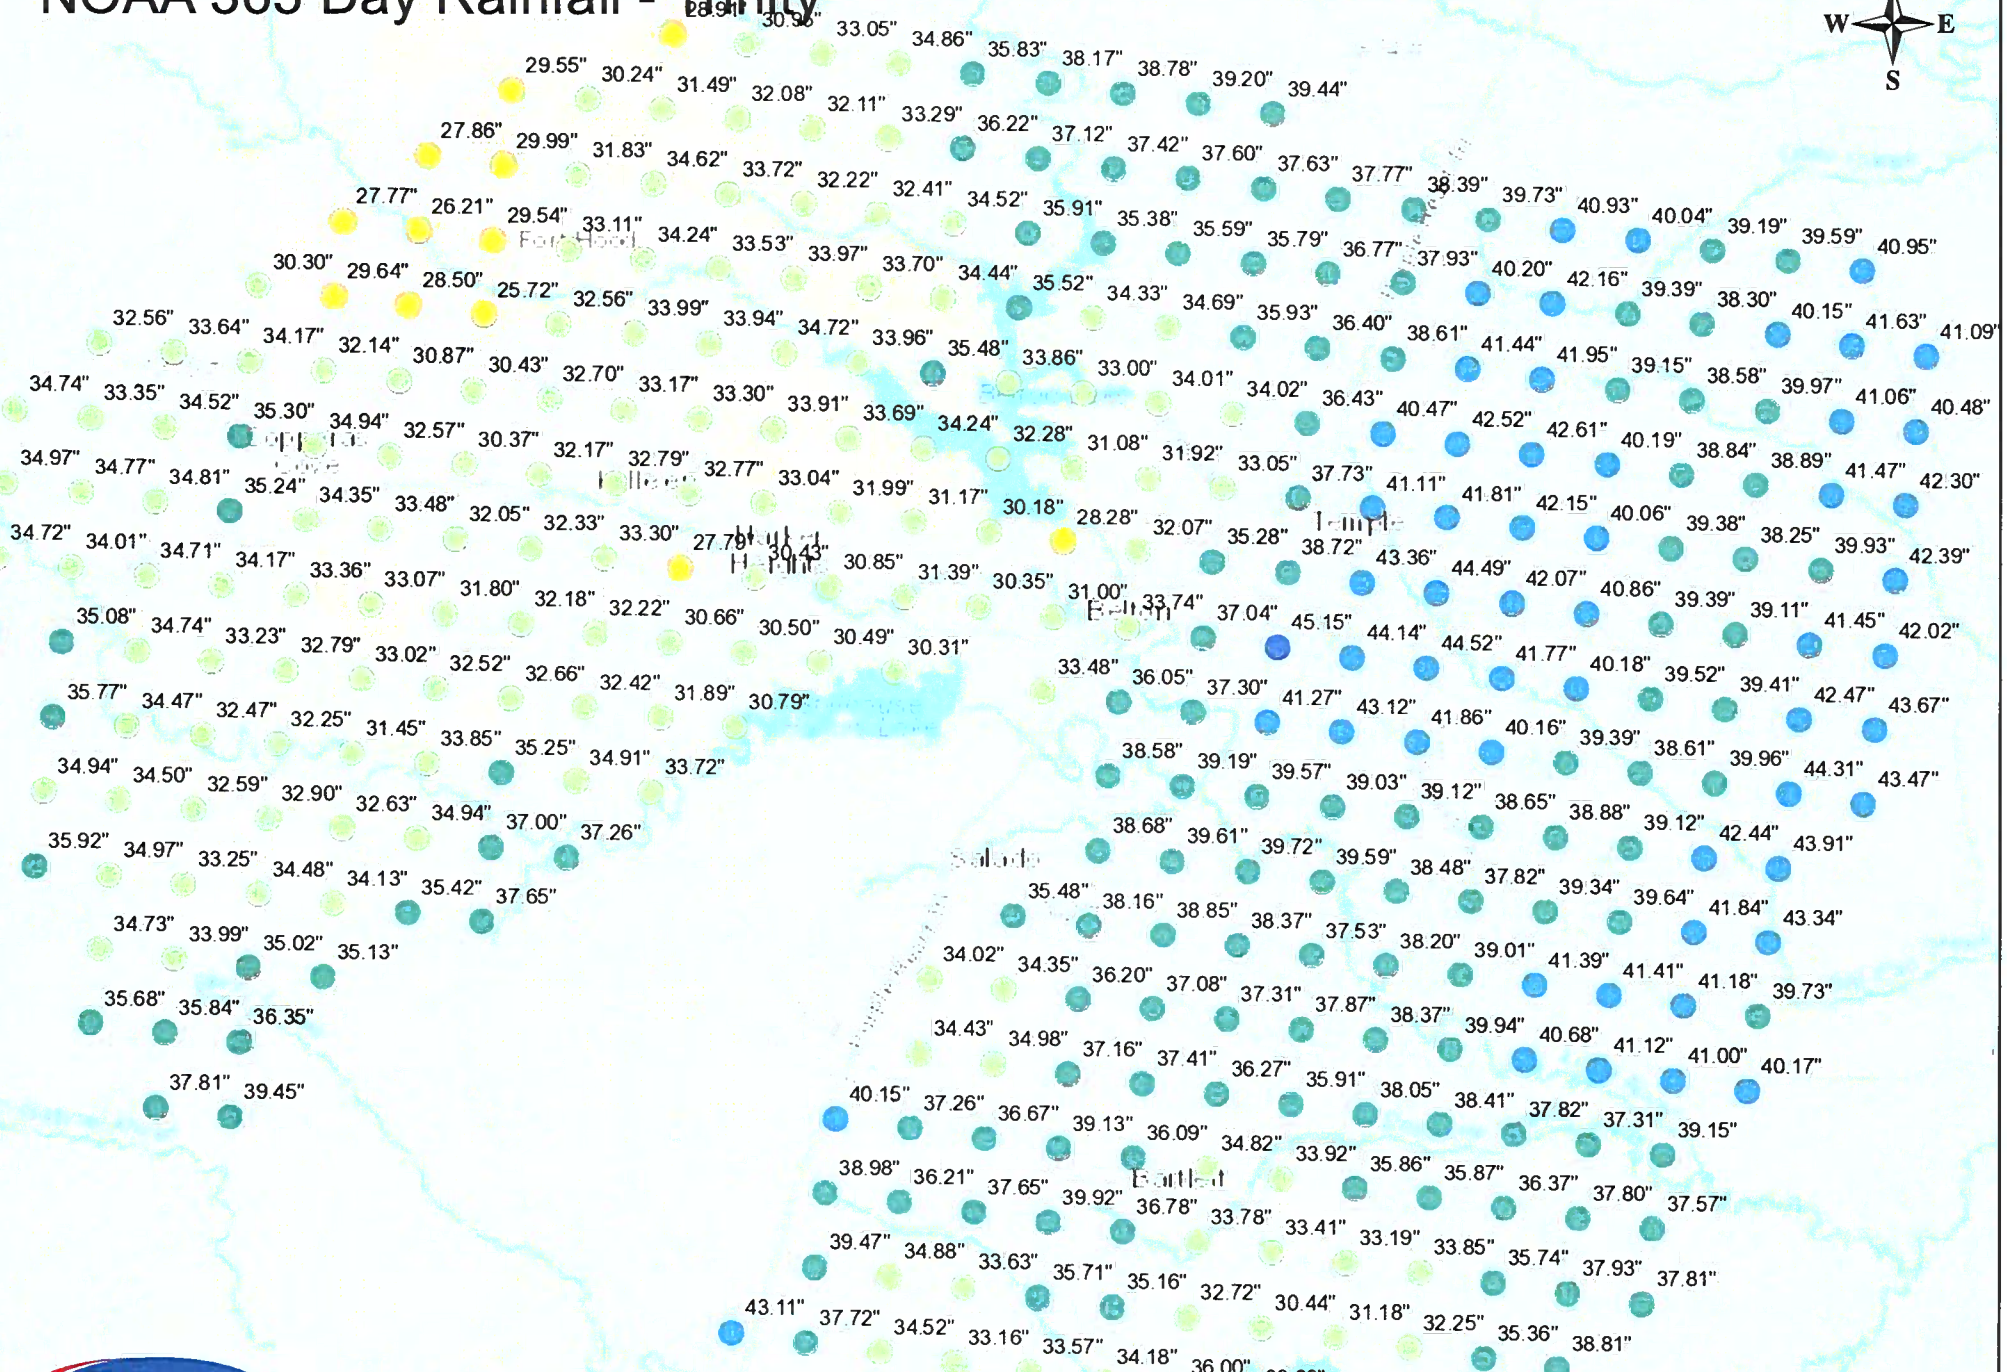 NOAA 365 Day Rainfall - Trinity
W E
S
28.91" 30.95" 33.05" 34.86" 35.83" 38.17" 38.78" 39.20" 39.44"
29.55" 30.24" 31.49" 32.08" 32.11" 33.29" 36.22" 37.12" 37.42" 37.60" 37.63" 37.77" 38.39" 39.73" 40.93" 40.04" 39.19" 39.59" 40.95"
27.86" 29.99" 31.83" 34.62" 33.72" 32.22" 32.41" 34.52" 35.91" 35.38" 35.59" 35.79" 36.77" 37.93" 40.20" 42.16" 39.39" 38.30" 40.15" 41.63" 41.09"
27.77" 26.21" 29.54" 33.11" 34.24" 33.53" 33.97" 33.70" 34.44" 35.52" 34.33" 34.69" 35.93" 36.40" 38.61" 41.44" 41.95" 39.15" 38.58" 39.97" 41.06" 40.48"
Fort Hood
30.30" 29.64" 28.50" 25.72" 32.56" 33.99" 33.94" 34.72" 33.96" 35.48" 33.86" 33.00" 34.01" 34.02" 36.43" 40.47" 42.52" 42.61" 40.19" 38.84" 38.89" 41.47" 42.30"
32.56" 33.64" 34.17" 32.14" 30.87" 30.43" 32.70" 33.17" 33.30" 33.91" 33.69" 34.24" 32.28" 31.08" 31.92" 33.05" 37.73" 41.11" 41.81" 42.15" 40.06" 39.38" 38.25" 39.93" 42.39"
34.74" 33.35" 34.52" 35.30" 34.94" 32.57" 30.37" 32.17" 32.79" 32.77" 33.04" 31.99" 31.17" 30.18" 28.28" 32.07" 35.28" 38.72" 43.36" 44.49" 42.07" 40.86" 39.39" 39.11" 41.45" 42.02"
Copperas
Cove
Killeen
Temple
34.97" 34.77" 34.81" 35.24" 34.35" 33.48" 32.05" 32.33" 33.30" 27.79" 30.43" 30.85" 31.39" 30.35" 31.00" 33.74" 37.04" 45.15" 44.14" 44.52" 41.77" 40.18" 39.52" 39.41" 42.47" 43.67"
Harker
Heights
Belton
34.72" 34.01" 34.71" 34.17" 33.36" 33.07" 31.80" 32.18" 32.22" 30.66" 30.50" 30.49" 30.31" 33.48" 36.05" 37.30" 41.27" 43.12" 41.86" 40.16" 39.39" 38.61" 39.96" 44.31" 43.47"
35.08" 34.74" 33.23" 32.79" 33.02" 32.52" 32.66" 32.42" 31.89" 30.79" 38.58" 39.19" 39.57" 39.03" 39.12" 38.65" 38.88" 39.12" 42.44" 43.91"
35.77" 34.47" 32.47" 32.25" 31.45" 33.85" 35.25" 34.91" 33.72" 38.68" 39.61" 39.72" 39.59" 38.48" 37.82" 39.34" 39.64" 41.84" 43.34"
Salado
34.94" 34.50" 32.59" 32.90" 32.63" 34.94" 37.00" 37.26" 35.48" 38.16" 38.85" 38.37" 37.53" 38.20" 39.01" 41.39" 41.41" 41.18" 39.73"
35.92" 34.97" 33.25" 34.48" 34.13" 35.42" 37.65" 34.02" 34.35" 36.20" 37.08" 37.31" 37.87" 38.37" 39.94" 40.68" 41.12" 41.00" 40.17"
34.73" 33.99" 35.02" 35.13" 34.43" 34.98" 37.16" 37.41" 36.27" 35.91" 38.05" 38.41" 37.82" 37.31" 39.15"
35.68" 35.84" 36.35" 40.15" 37.26" 36.67" 39.13" 36.09" 34.82" 33.92" 35.86" 35.87" 36.37" 37.80" 37.57"
Bartlett
37.81" 39.45" 38.98" 36.21" 37.65" 39.92" 36.78" 33.78" 33.41" 33.19" 33.85" 35.74" 37.93" 37.81"
39.47" 34.88" 33.63" 35.71" 35.16" 32.72" 30.44" 31.18" 32.25" 35.36" 38.81"
43.11" 37.72" 34.52" 33.16" 33.57" 34.18" 36.00"